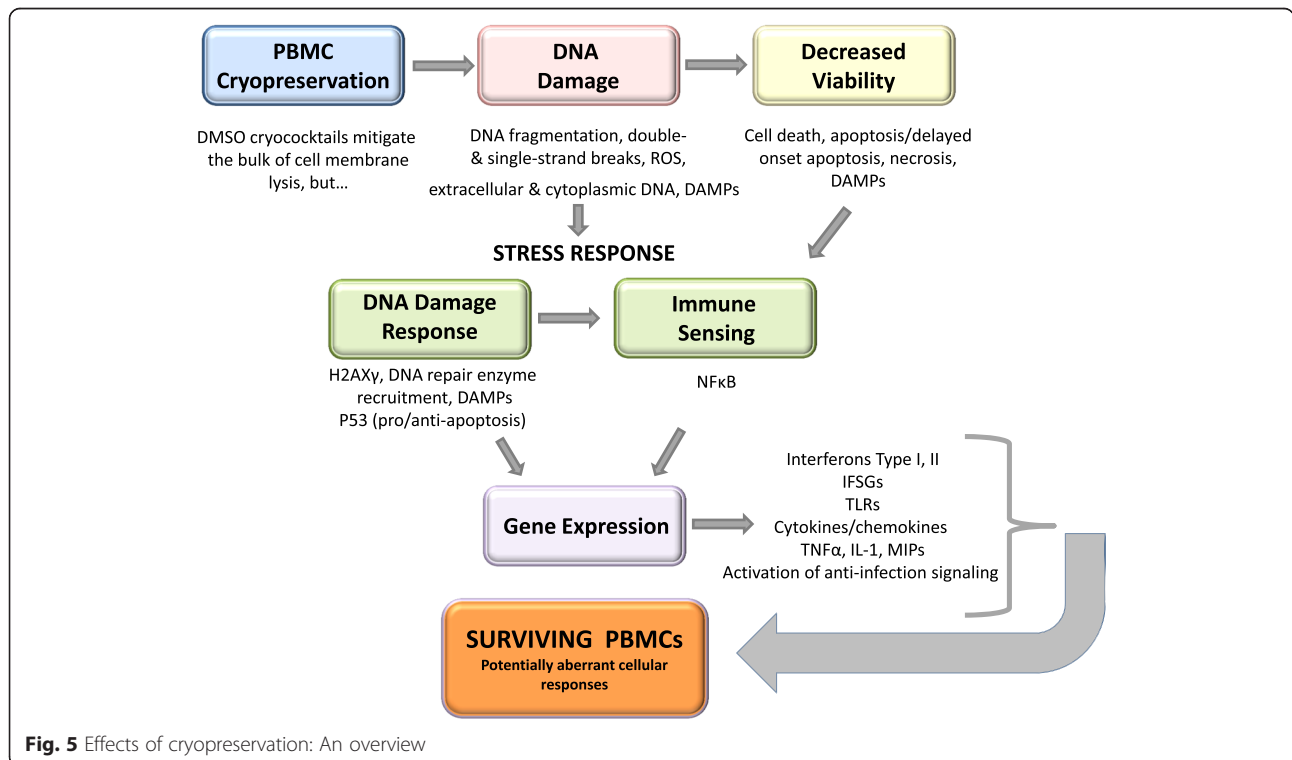 PBMC
Cryopreservation
DNA
Damage
Decreased
Viability
DMSO cryococktails mitigate
the bulk of cell membrane
lysis, but…
DNA fragmentation, double-
& single-strand breaks, ROS,
extracellular & cytoplasmic DNA, DAMPs
Cell death, apoptosis/delayed
onset apoptosis, necrosis,
DAMPs
STRESS RESPONSE
DNA Damage
Response
Immune
Sensing
H2AXγ, DNA repair enzyme
recruitment, DAMPs
P53 (pro/anti-apoptosis)
NFκB
Gene Expression
Interferons Type I, II
IFSGs
TLRs
Cytokines/chemokines
TNFα, IL-1, MIPs
Activation of anti-infection signaling
SURVIVING PBMCs
Potentially aberrant cellular
responses
Fig. 5 Effects of cryopreservation: An overview